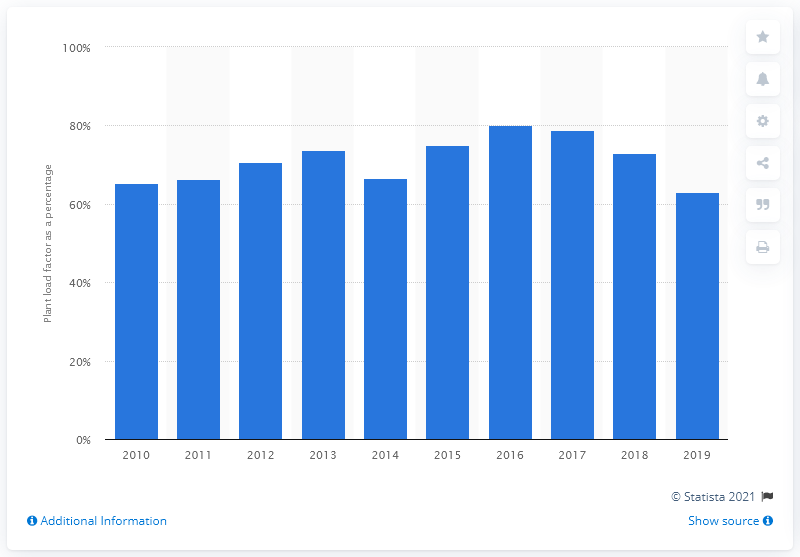 100%
80%
60%
40%
20%
0%
Plant load factor as a percentage
2010 2011 2012 2013 2014 2015 2016 2017 2018 2019
© Statista 2021
Additional Information
Show source